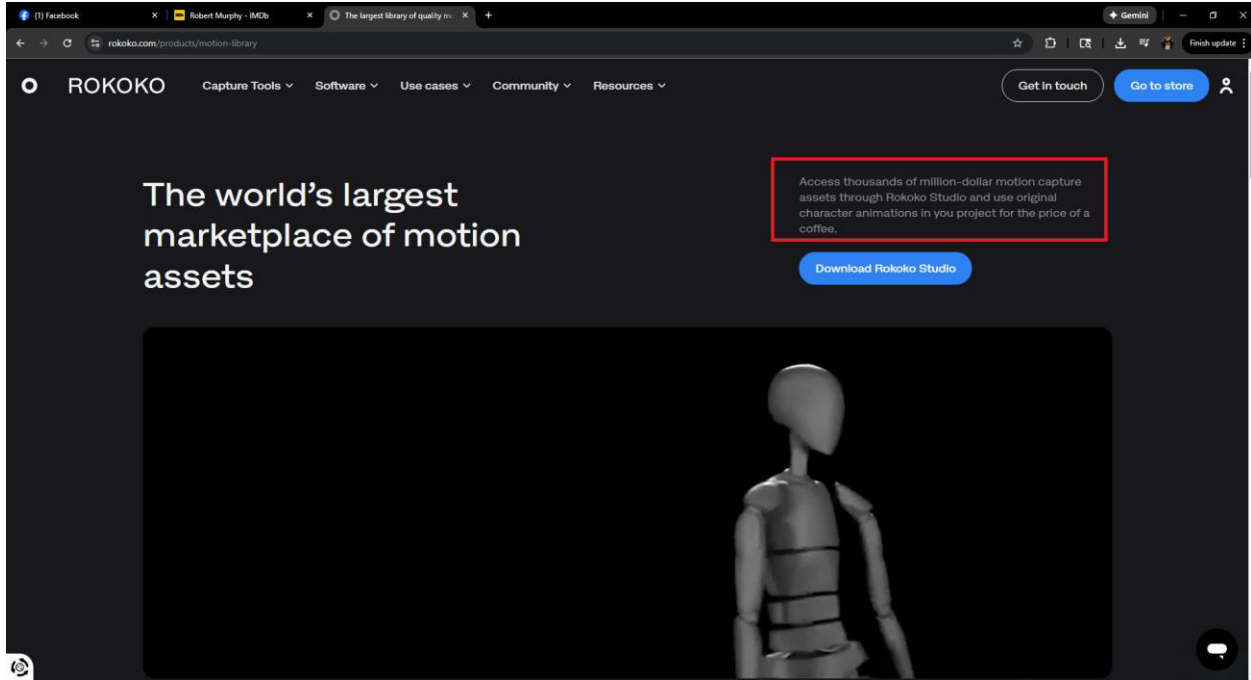 (1) Facebook
Robert Murphy - IMDb
The largest library of quality m
Gemini
rokoko.com/products/motion-library
Finish update
ROKOKO
Capture Tools
Software
Use cases
Community
Resources
Get in touch
Go to store
The world's largest
marketplace of motion
assets
Access thousands of million-dollar motion capture
assets through Rokoko Studio and use original
character animations in you project for the price of a
coffee.
Download Rokoko Studio